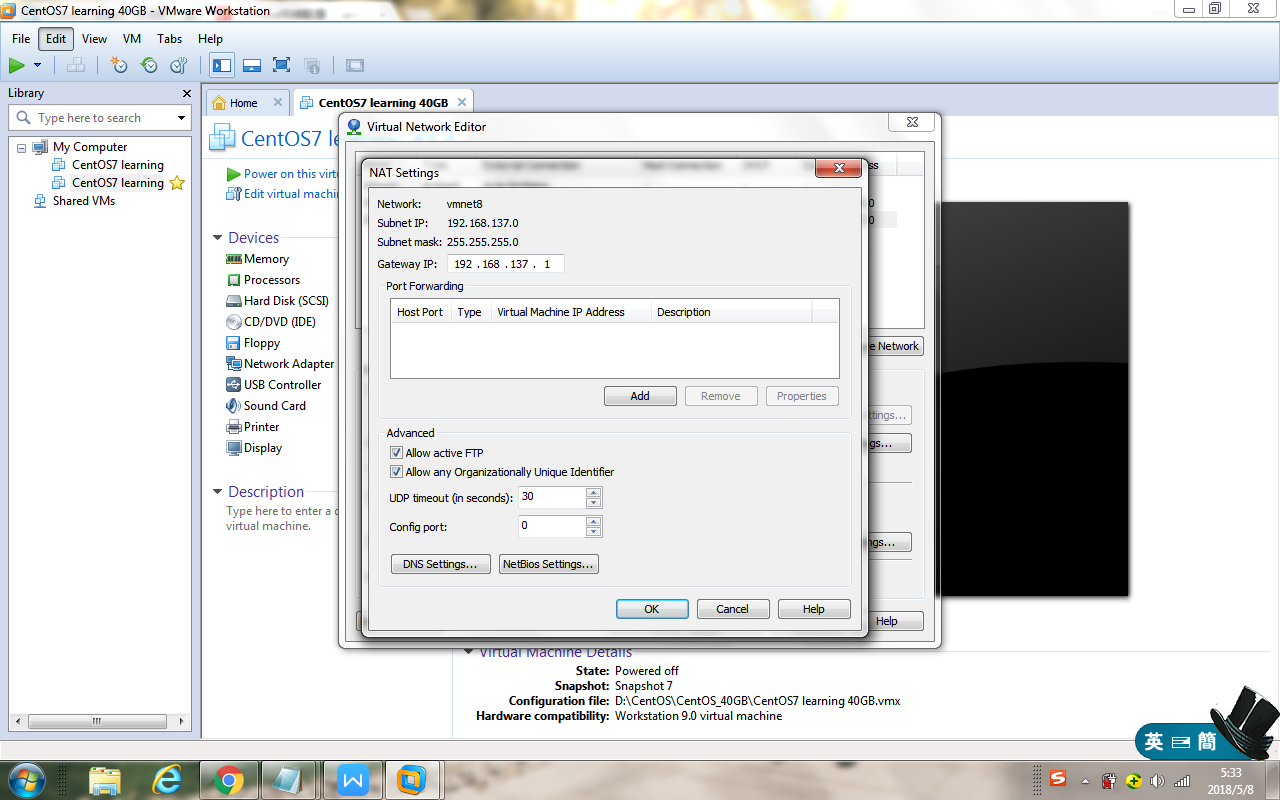 CentOS7 learning 40GB - VMware Workstation
File Edit View VM Tabs Help
Library
Type here to search
My Computer
CentOS7 learning
CentOS7 learning
Shared VMs
Home
CentOS7 learning 40GB
CentOS7 le
Power on this virtu
Edit virtual machin
Devices
Memory
Processors
Hard Disk (SCSI)
CD/DVD (IDE)
Floppy
Network Adapter
USB Controller
Sound Card
Printer
Display
Description
Type here to enter a d
virtual machine.
Virtual Network Editor
ss
0
0
e Network
ttings...
gs...
ngs...
Help
NAT Settings
Network: vmnet8
Subnet IP: 192.168.137.0
Subnet mask: 255.255.255.0
Gateway IP: 192 . 168 . 137 . 1
Port Forwarding
Host Port Type Virtual Machine IP Address Description
Add Remove Properties
Advanced
Allow active FTP
Allow any Organizationally Unique Identifier
UDP timeout (in seconds): 30
Config port: 0
DNS Settings... NetBios Settings...
OK Cancel Help
Virtual Machine Details
State: Powered off
Snapshot: Snapshot 7
Configuration file: D:\CentOS\CentOS_40GB\CentOS7 learning 40GB.vmx
Hardware compatibility: Workstation 9.0 virtual machine
英 簡
5:33
2018/5/8